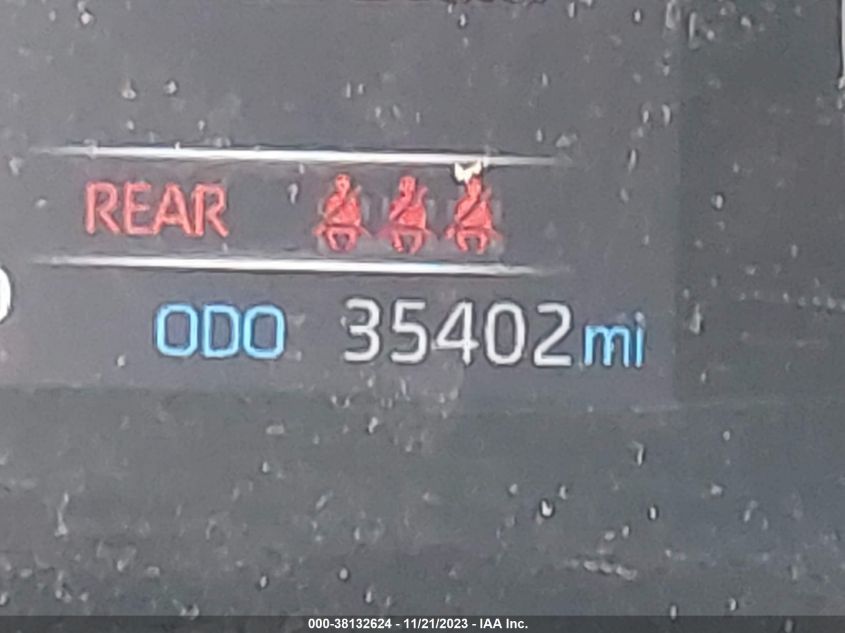 REAR
ODO 35402 mi
000-38132624 - 11/21/2023 - IAA Inc.